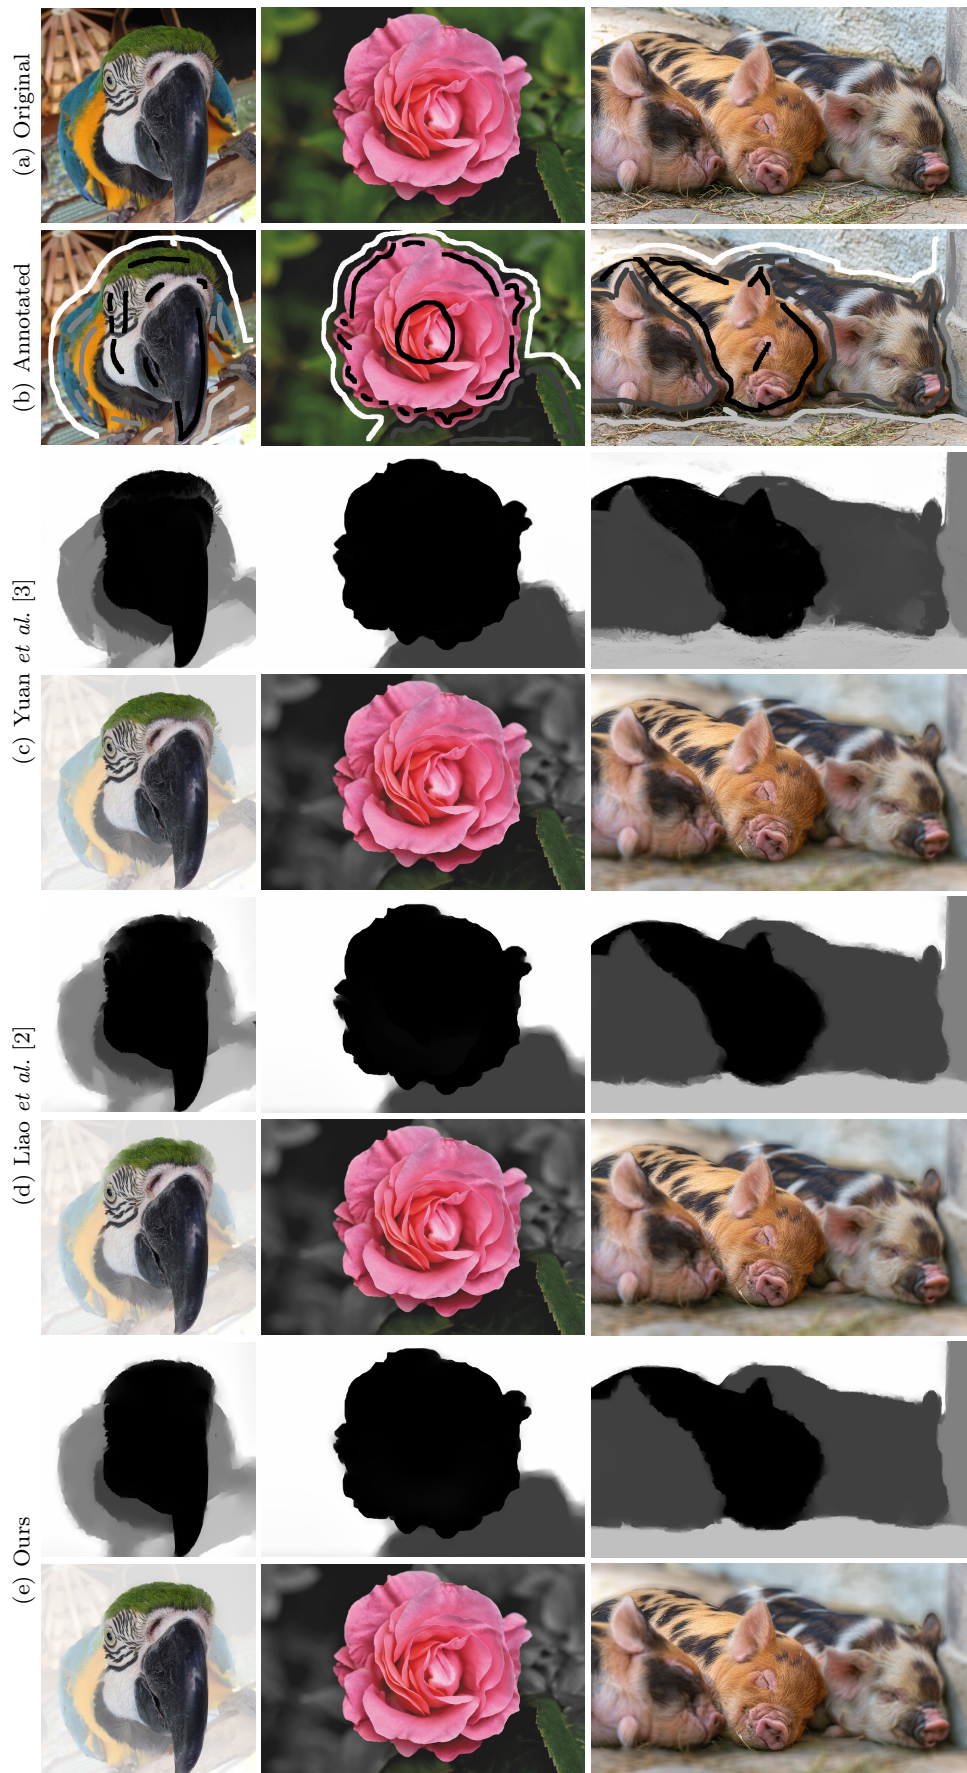 (a) Original
(b) Annotated
(c) Yuan et al. [3]
(d) Liao et al. [2]
(e) Ours